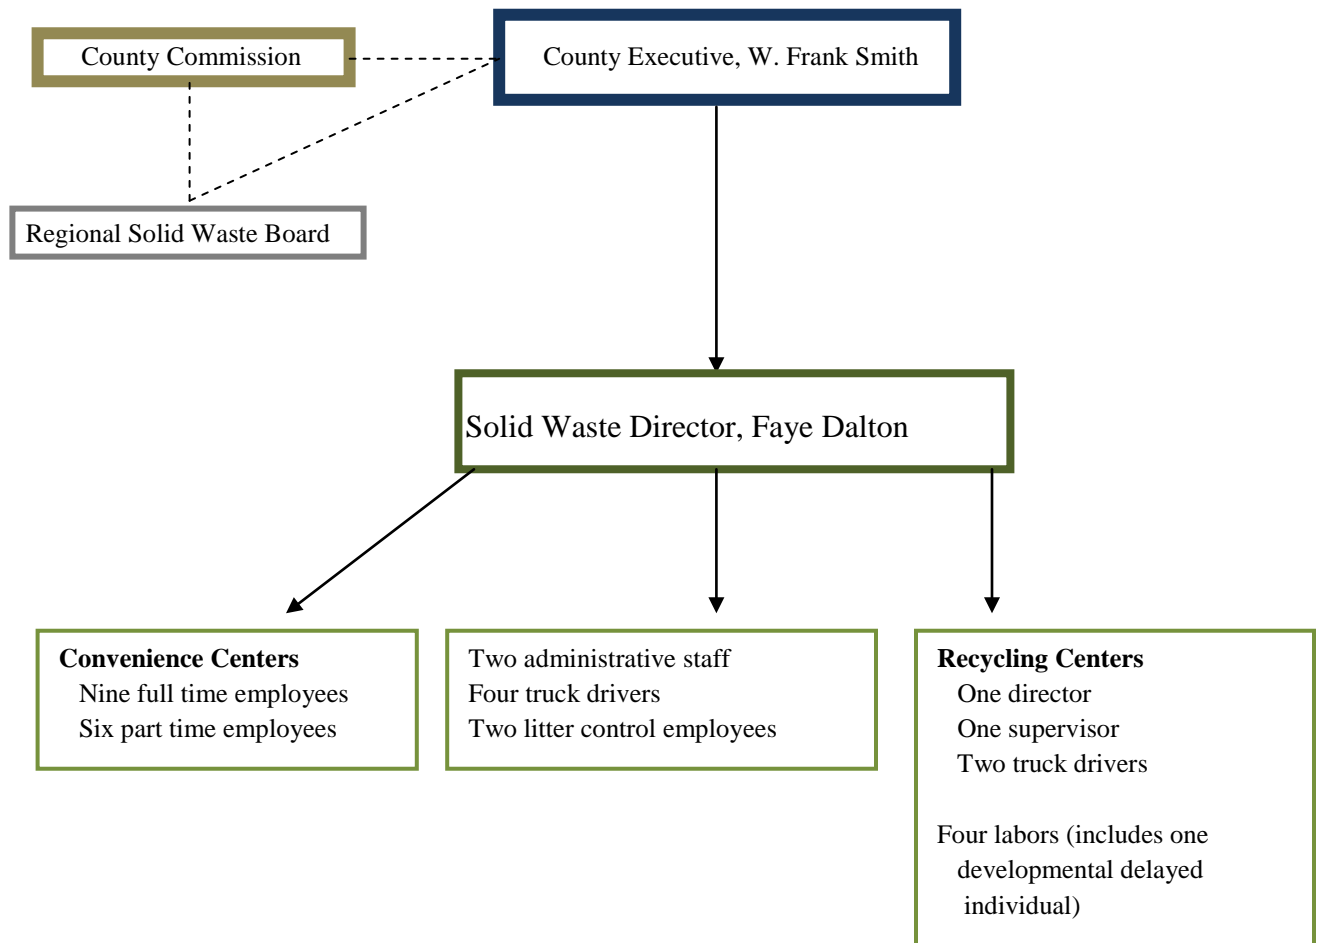 County Commission
County Executive, W. Frank Smith
Regional Solid Waste Board
Solid Waste Director, Faye Dalton
Convenience Centers
Nine full time employees
Six part time employees
Two administrative staff
Four truck drivers
Two litter control employees
Recycling Centers
One director
One supervisor
Two truck drivers
Four labors (includes one
developmental delayed
individual)